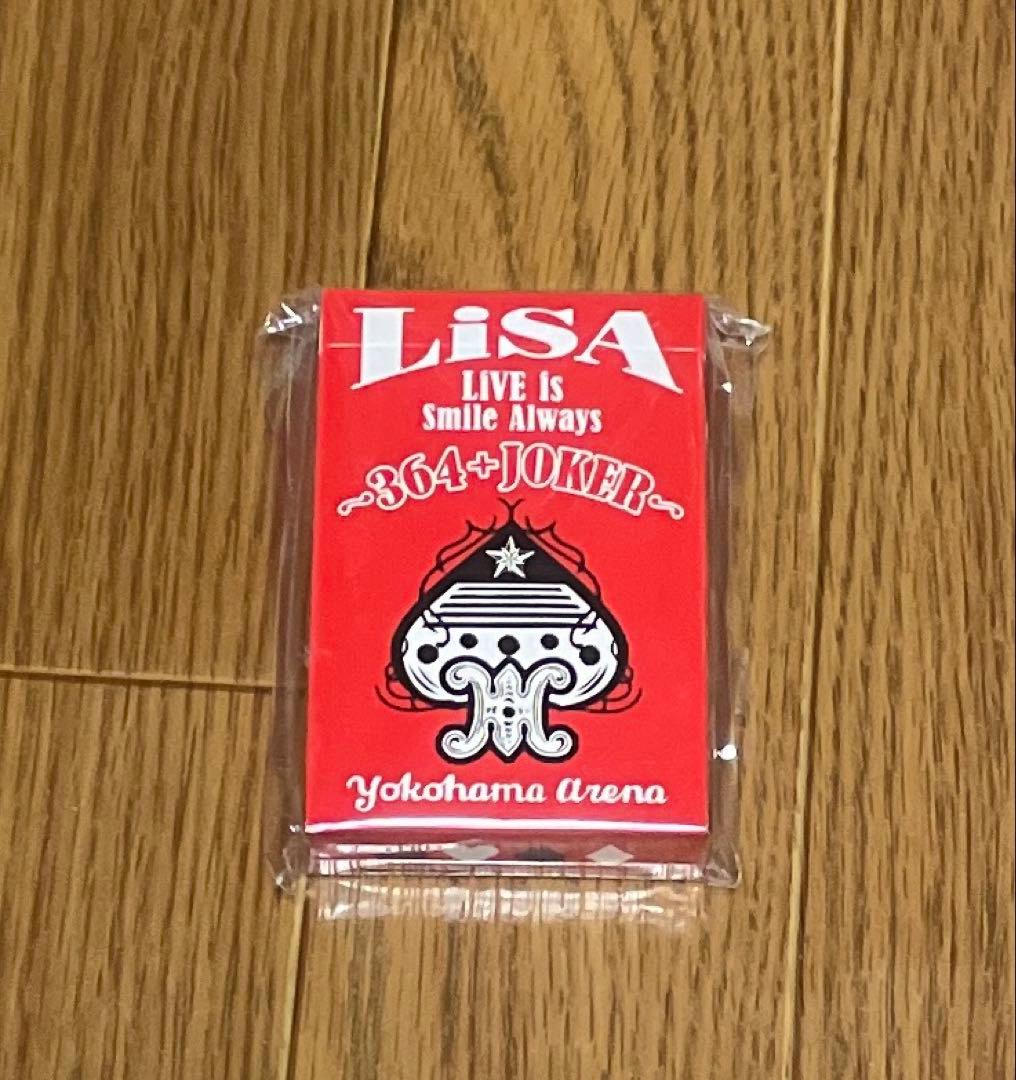 LiSA
LiVE is
Smile Always
~364+JOKER~
Yokohama Arena